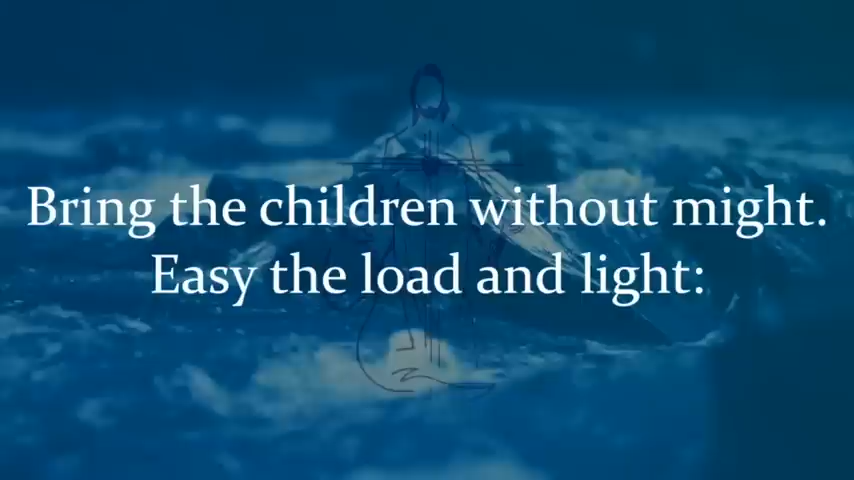 Bring the children without might.
Easy the load and light: